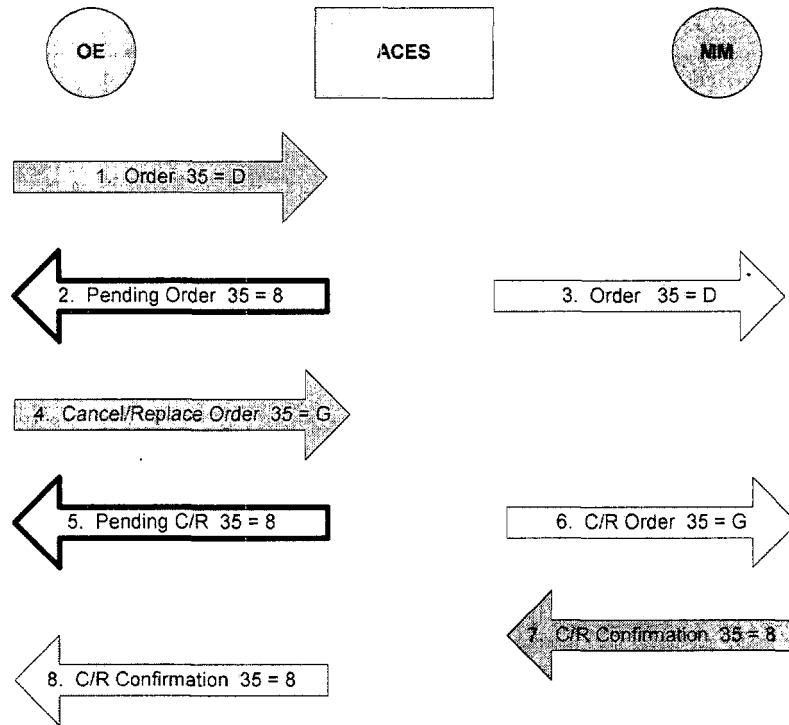 OE
ACES
MM
1. Order 35 = D
2. Pending Order 35 = 8
3. Order 35 = D
4. Cancel/Replace Order 35 = G
5. Pending C/R 35 = 8
6. C/R Order 35 = G
7. C/R Confirmation 35 = 8
8. C/R Confirmation 35 = 8